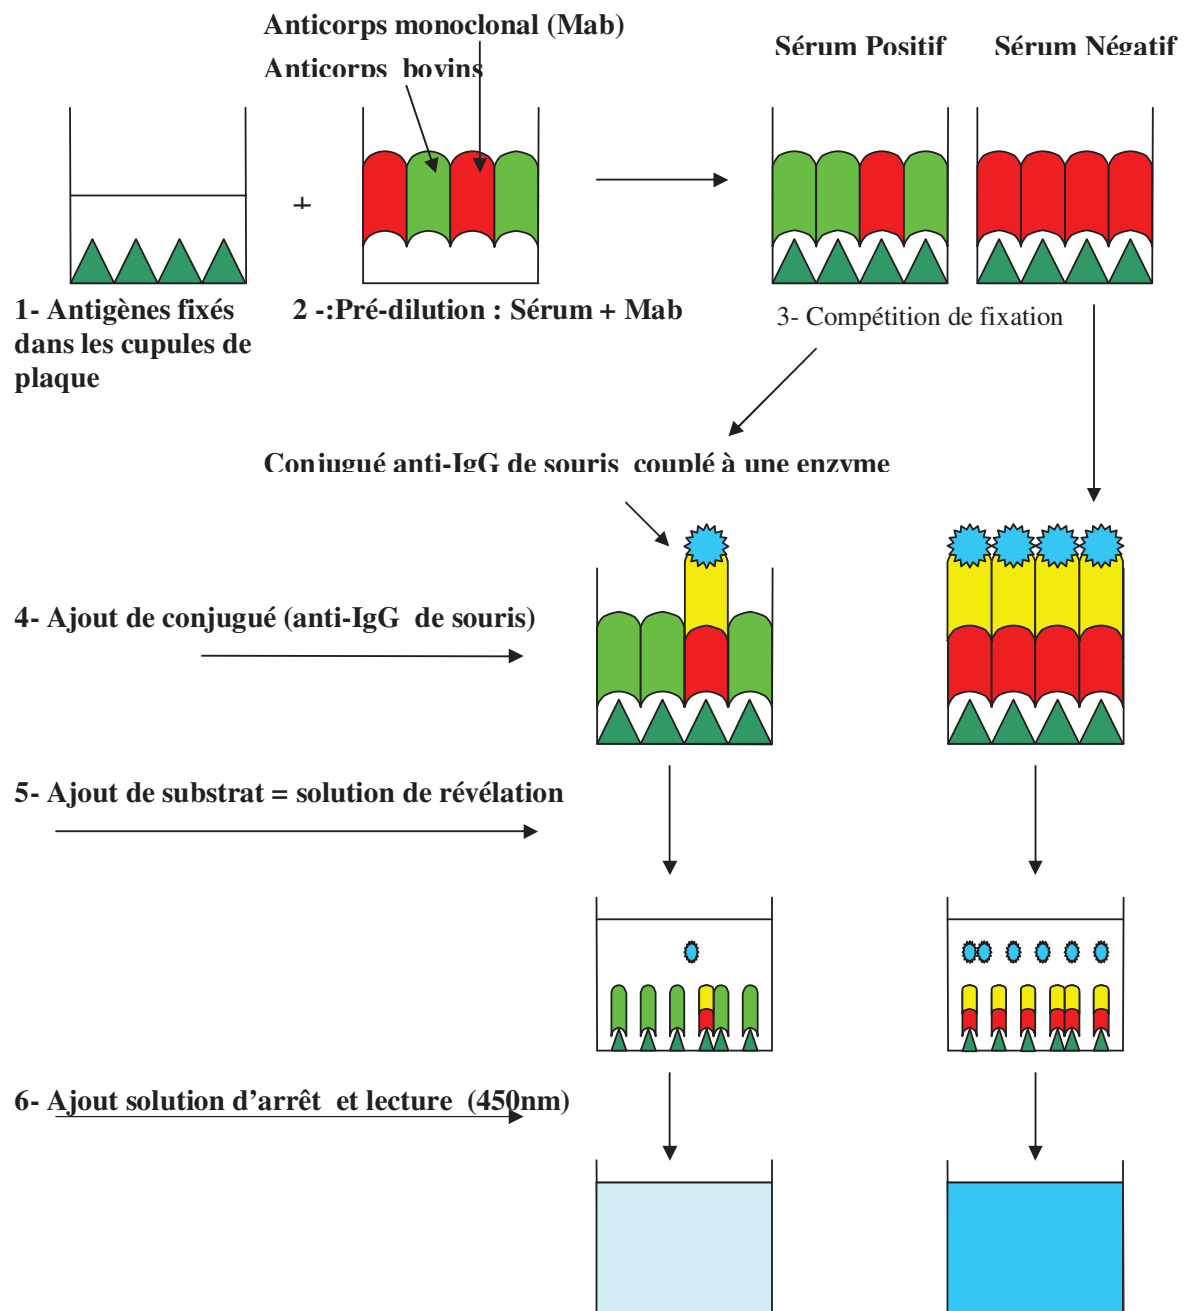 Anticorps monoclonal (Mab)
Anticorps bovins
Sérum Positif Sérum Négatif
+
1- Antigènes fixés
dans les cupules de
plaque
2 -:Pré-dilution : Sérum + Mab
3- Compétition de fixation
Conjugué anti-IgG de souris couplé à une enzyme
4- Ajout de conjugué (anti-IgG de souris)
5- Ajout de substrat = solution de révélation
6- Ajout solution d'arrêt et lecture (450nm)